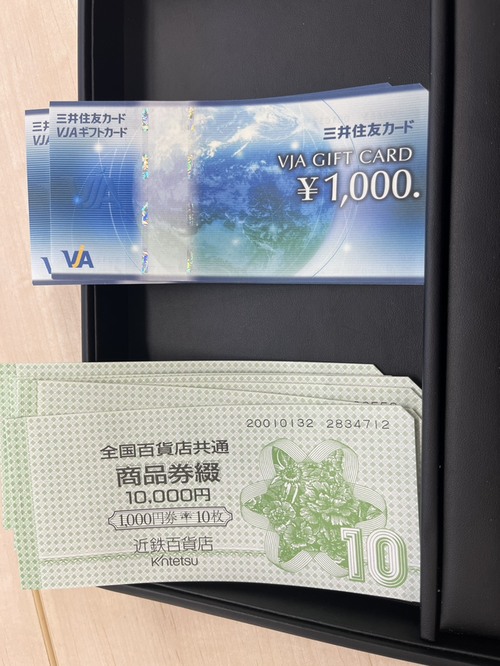 三井住友カード
VJAギフトカード
三井住友カード
VJA GIFT CARD
¥1,000.
VJA
20010132 2834712
全国百貨店共通
商品券綴
10,000円
1,000円券*10枚
近鉄百貨店
Kintetsu
10